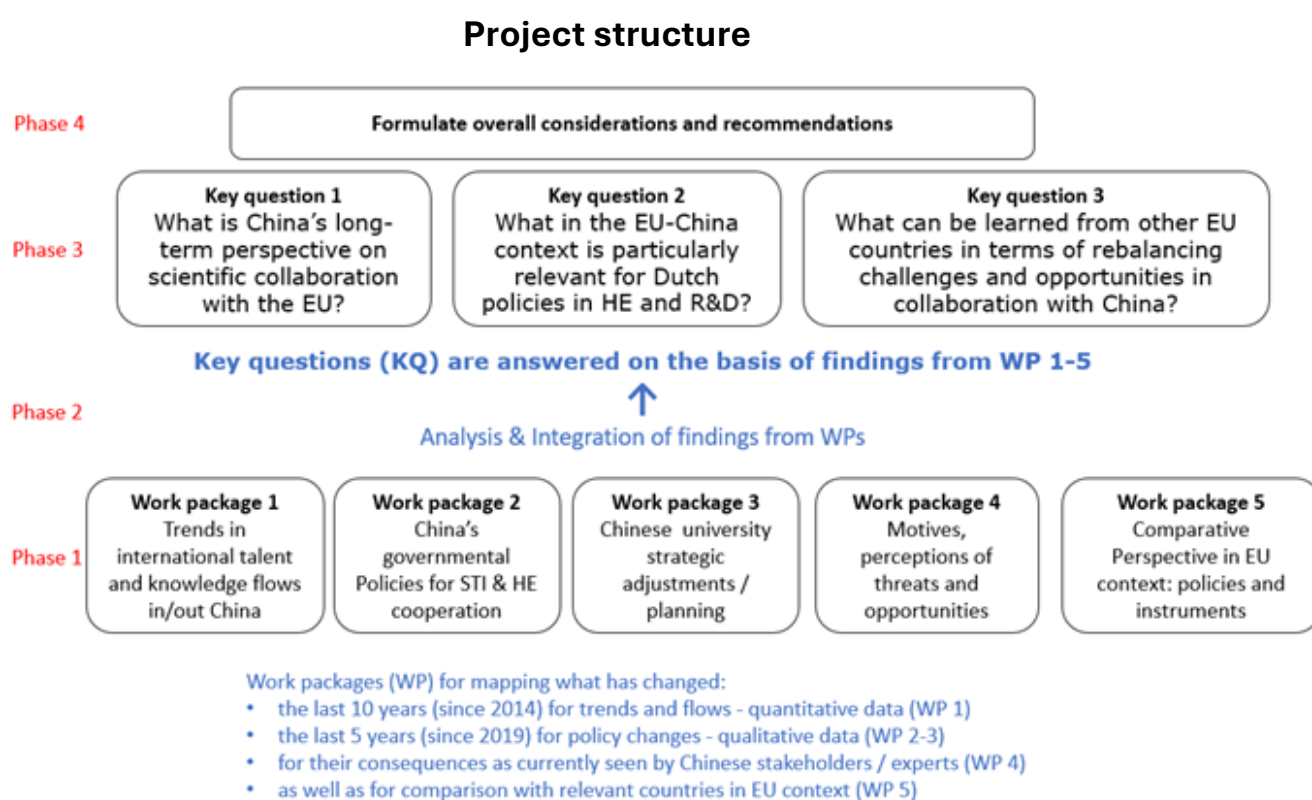 Project structure
Phase 4
Formulate overall considerations and recommendations
Phase 3
Key question 1
What is China's long-
term perspective on
scientific collaboration
with the EU?
Key question 2
What in the EU-China
context is particularly
relevant for Dutch
policies in HE and R&D?
Key question 3
What can be learned from other EU
countries in terms of rebalancing
challenges and opportunities in
collaboration with China?
Key questions (KQ) are answered on the basis of findings from WP 1-5
Phase 2
Analysis & Integration of findings from WPs
Phase 1
Work package 1
Trends in
international talent
and knowledge flows
in/out China
Work package 2
China's
governmental
Policies for STI & HE
cooperation
Work package 3
Chinese university
strategic
adjustments /
planning
Work package 4
Motives,
perceptions of
threats and
opportunities
Work package 5
Comparative
Perspective in EU
context: policies and
instruments
Work packages (WP) for mapping what has changed:
• the last 10 years (since 2014) for trends and flows - quantitative data (WP 1)
• the last 5 years (since 2019) for policy changes - qualitative data (WP 2-3)
• for their consequences as currently seen by Chinese stakeholders / experts (WP 4)
• as well as for comparison with relevant countries in EU context (WP 5)